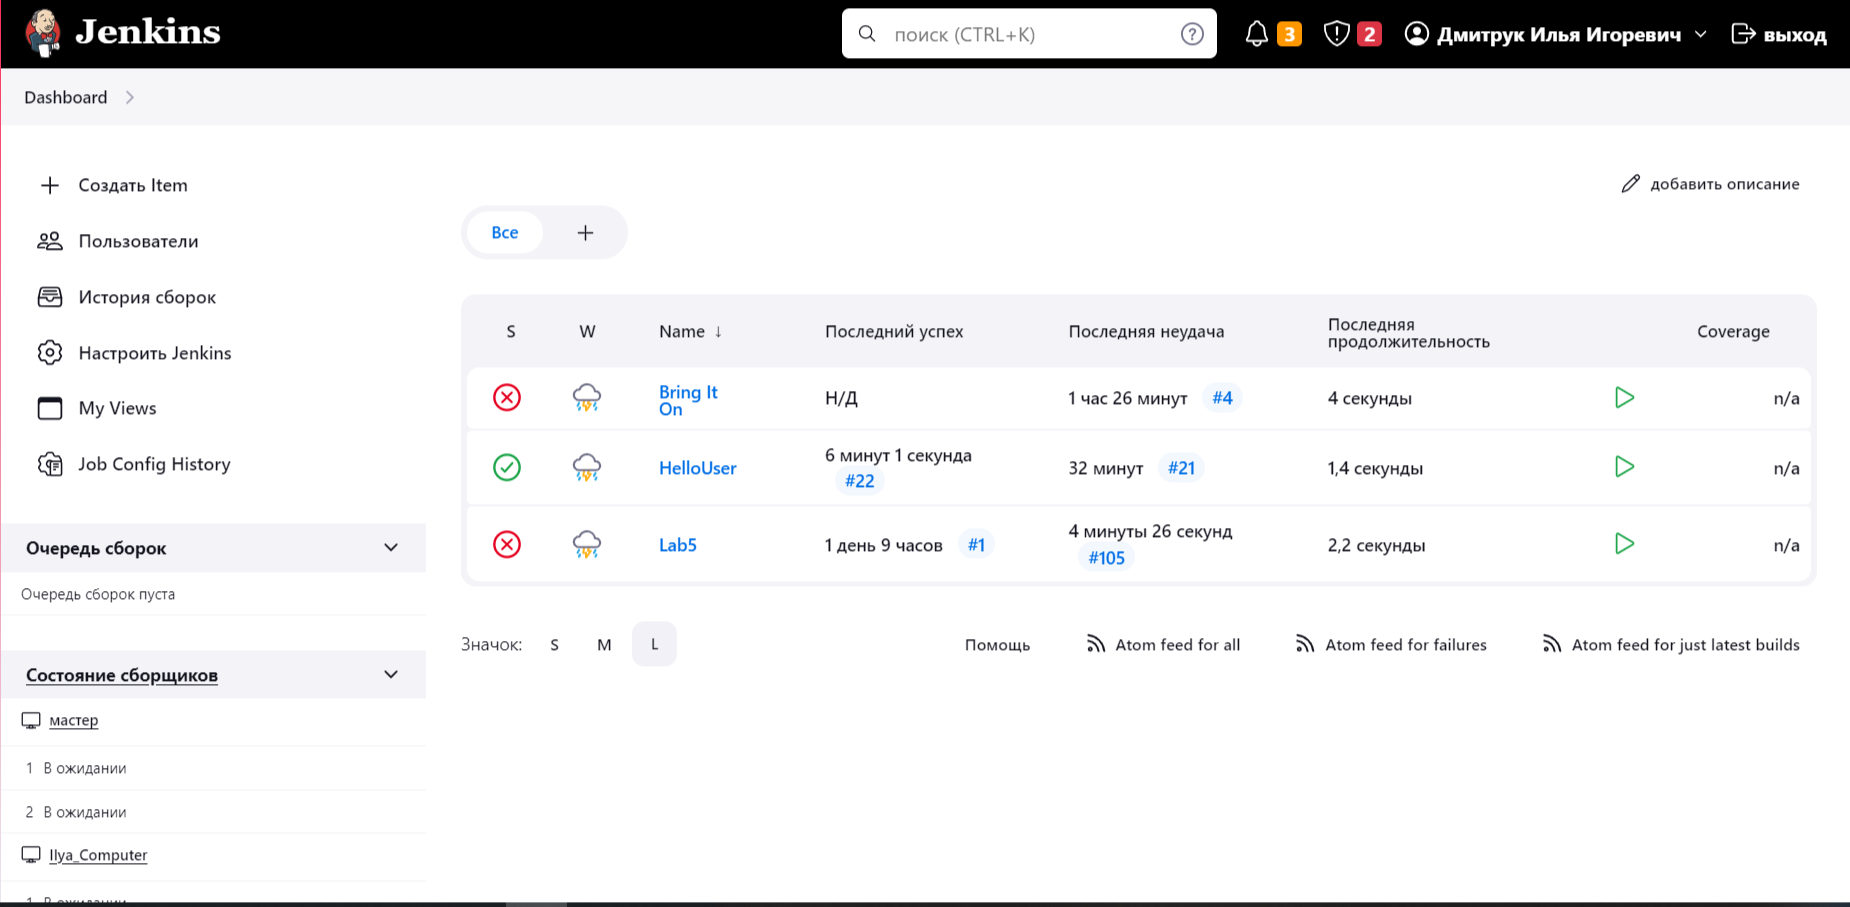 Jenkins
поиск (CTRL+K)
3
2
Дмитрук Илья Игоревич
выход
Dashboard
Создать Item
Пользователи
История сборок
Настроить Jenkins
My Views
Job Config History
Очередь сборок
Очередь сборок пуста
Состояние сборщиков
мастер
1 В ожидании
2 В ожидании
Ilya_Computer
1 В ожидании
добавить описание
Все
S W Name ↓ Последний успех Последняя неудача Последняя продолжительность Coverage
Bring It On Н/Д 1 час 26 минут #4 4 секунды n/a
HelloUser 6 минут 1 секунда #22 32 минут #21 1,4 секунды n/a
Lab5 1 день 9 часов #1 4 минуты 26 секунд #105 2,2 секунды n/a
Значок: S M L
Помощь
Atom feed for all
Atom feed for failures
Atom feed for just latest builds